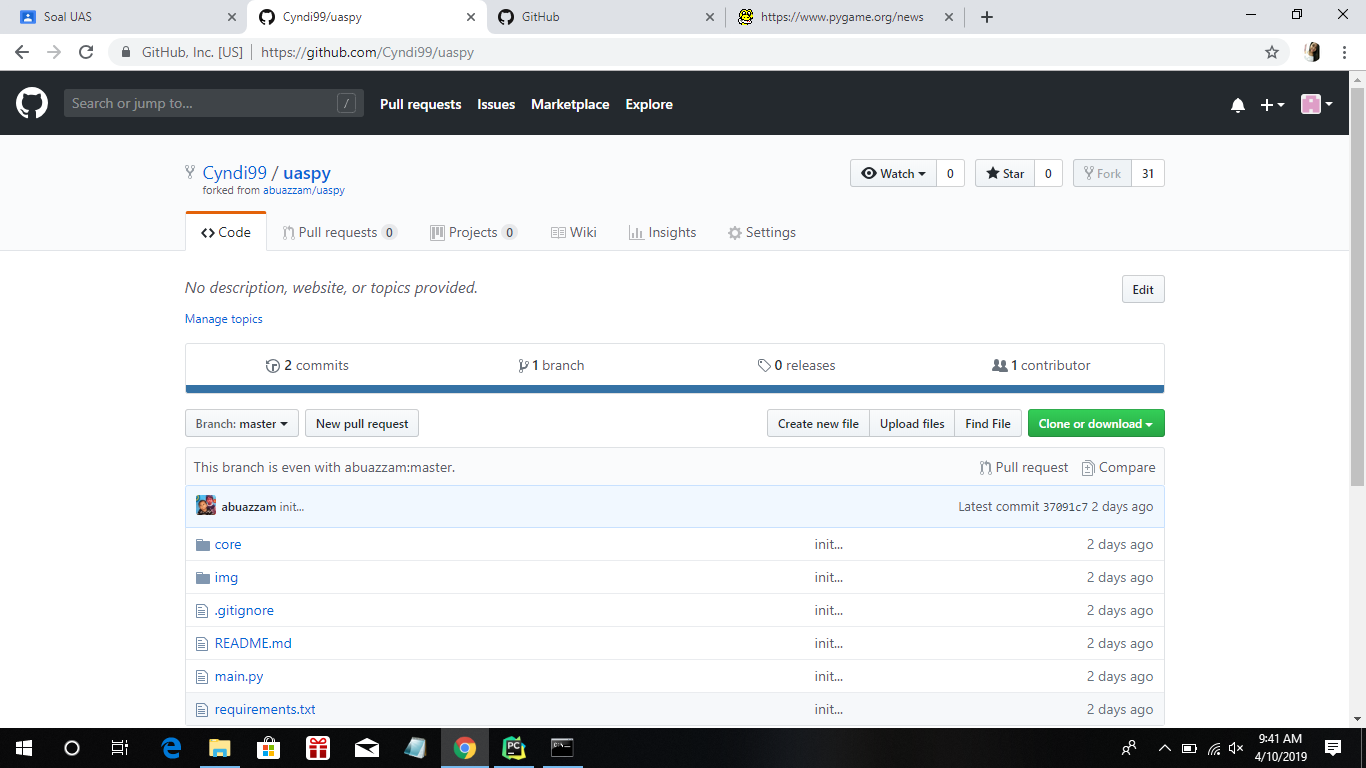 Soal UAS
Cyndi99/uaspy
GitHub
https://www.pygame.org/news
GitHub, Inc. [US]
https://github.com/Cyndi99/uaspy
Search or jump to...
/
Pull requests
Issues
Marketplace
Explore
Cyndi99 / uaspy
forked from abuazzam/uaspy
Watch
0
Star
0
Fork
31
Code
Pull requests 0
Projects 0
Wiki
Insights
Settings
No description, website, or topics provided.
Edit
Manage topics
2 commits
1 branch
0 releases
1 contributor
Branch: master
New pull request
Create new file
Upload files
Find File
Clone or download
This branch is even with abuazzam:master.
Pull request
Compare
abuazzam init...
Latest commit 37091c7 2 days ago
core
init...
2 days ago
img
init...
2 days ago
.gitignore
init...
2 days ago
README.md
init...
2 days ago
main.py
init...
2 days ago
requirements.txt
init...
2 days ago
PC
9:41 AM
4/10/2019